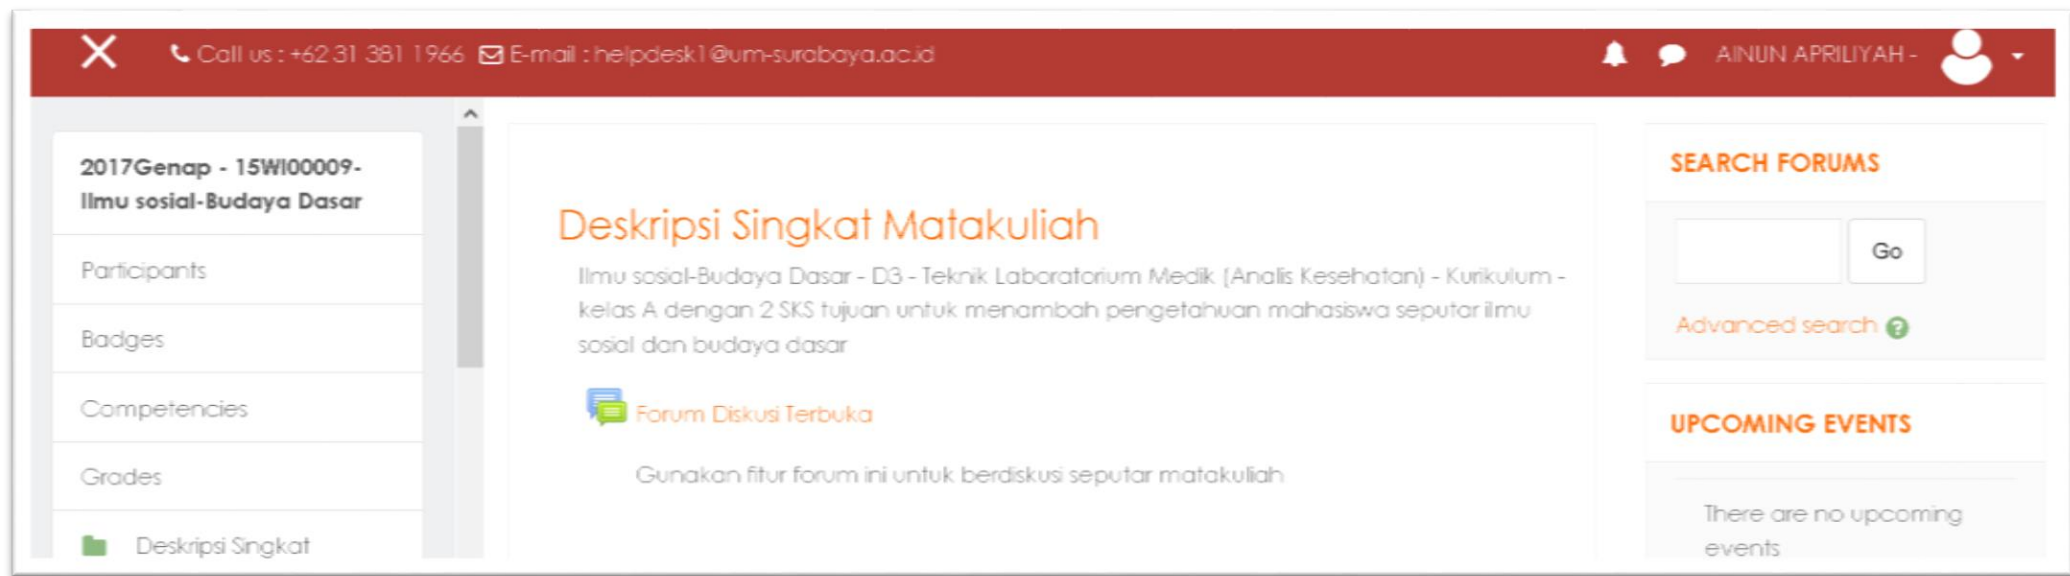 Call us : +62 31 381 1966 E-mail : helpdesk1@um-surabaya.ac.id AINUN APRILIYAH -
2017Genap - 15WI00009-
Ilmu sosial-Budaya Dasar
Participants
Badges
Competencies
Grades
Deskripsi Singkat
Deskripsi Singkat Matakuliah
Ilmu sosial-Budaya Dasar - D3 - Teknik Laboratorium Medik (Analis Kesehatan) - Kurikulum -
kelas A dengan 2 SKS tujuan untuk menambah pengetahuan mahasiswa seputar ilmu
sosial dan budaya dasar
Forum Diskusi Terbuka
Gunakan fitur forum ini untuk berdiskusi seputar matakuliah
SEARCH FORUMS
Go
Advanced search
UPCOMING EVENTS
There are no upcoming
events